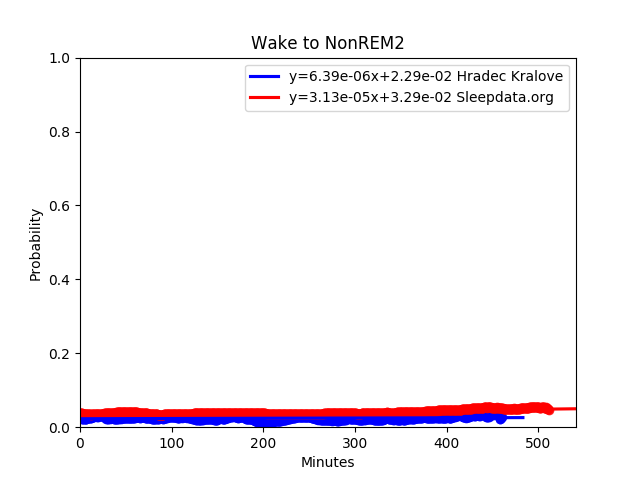 Wake to NonREM2
y=6.39e-06x+2.29e-02 Hradec Kralove
y=3.13e-05x+3.29e-02 Sleepdata.org
1.0
0.8
0.6
0.4
0.2
0.0
Probability
0 100 200 300 400 500
Minutes